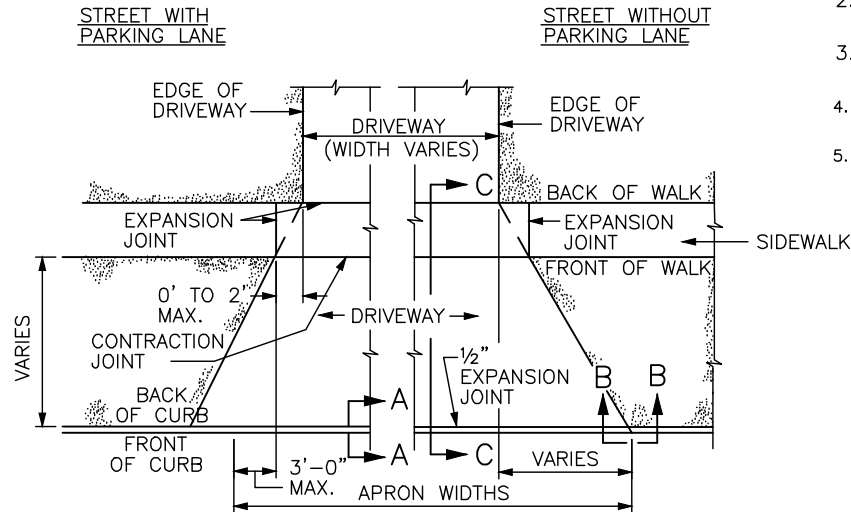 STREET WITH
PARKING LANE
STREET WITHOUT
PARKING LANE
2.
3.
4.
5.
EDGE OF
DRIVEWAY
DRIVEWAY
(WIDTH VARIES)
EDGE OF
DRIVEWAY
C
BACK OF WALK
EXPANSION
JOINT
EXPANSION
JOINT
SIDEWALK
FRONT OF WALK
0' TO 2'
MAX.
DRIVEWAY
VARIES
CONTRACTION
JOINT
1/2"
EXPANSION
JOINT
B B
BACK
OF CURB
A
FRONT
OF CURB
A
C
3'-0"
MAX.
VARIES
APRON WIDTHS